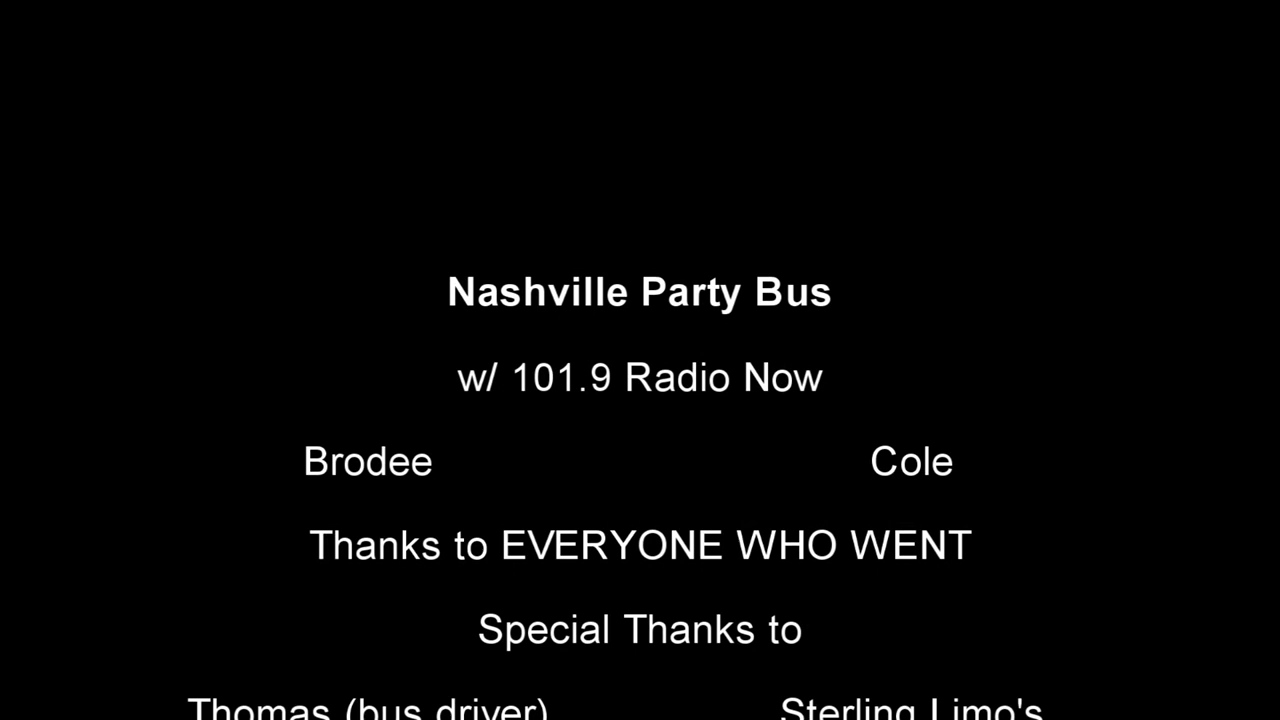 Nashville Party Bus
w/ 101.9 Radio Now
Brodee Cole
Thanks to EVERYONE WHO WENT
Special Thanks to
Thomas (bus driver) Sterling Limo's